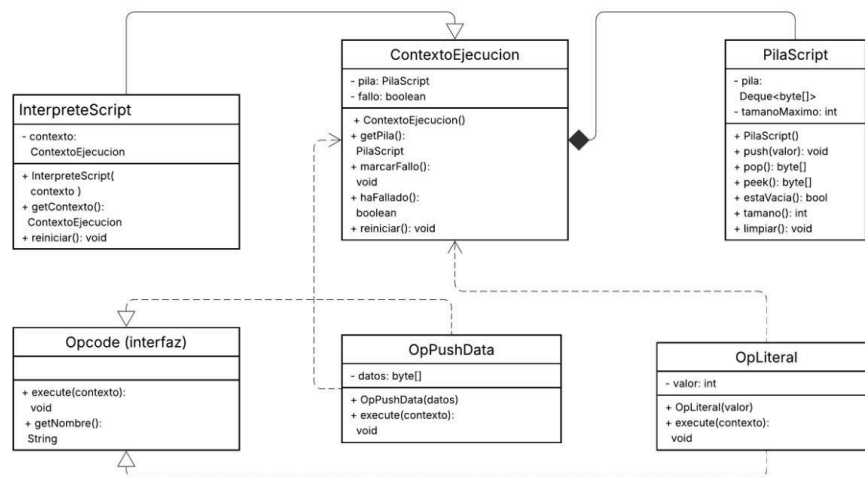 InterpreteScript
- contexto:
ContextoEjecucion
+ InterpreteScript(
contexto )
+ getContexto():
ContextoEjecucion
+ reiniciar(): void
ContextoEjecucion
- pila: PilaScript
- fallo: boolean
+ ContextoEjecucion()
+ getPila():
PilaScript
+ marcarFallo():
void
+ haFallado():
boolean
+ reiniciar(): void
PilaScript
- pila:
Deque<byte[]>
- tamanoMaximo: int
+ PilaScript()
+ push(valor): void
+ pop(): byte[]
+ peek(): byte[]
+ estaVacia(): bool
+ tamano(): int
+ limpiar(): void
Opcode (interfaz)
+ execute(contexto):
void
+ getNombre():
String
OpPushData
- datos: byte[]
+ OpPushData(datos)
+ execute(contexto):
void
OpLiteral
- valor: int
+ OpLiteral(valor)
+ execute(contexto):
void